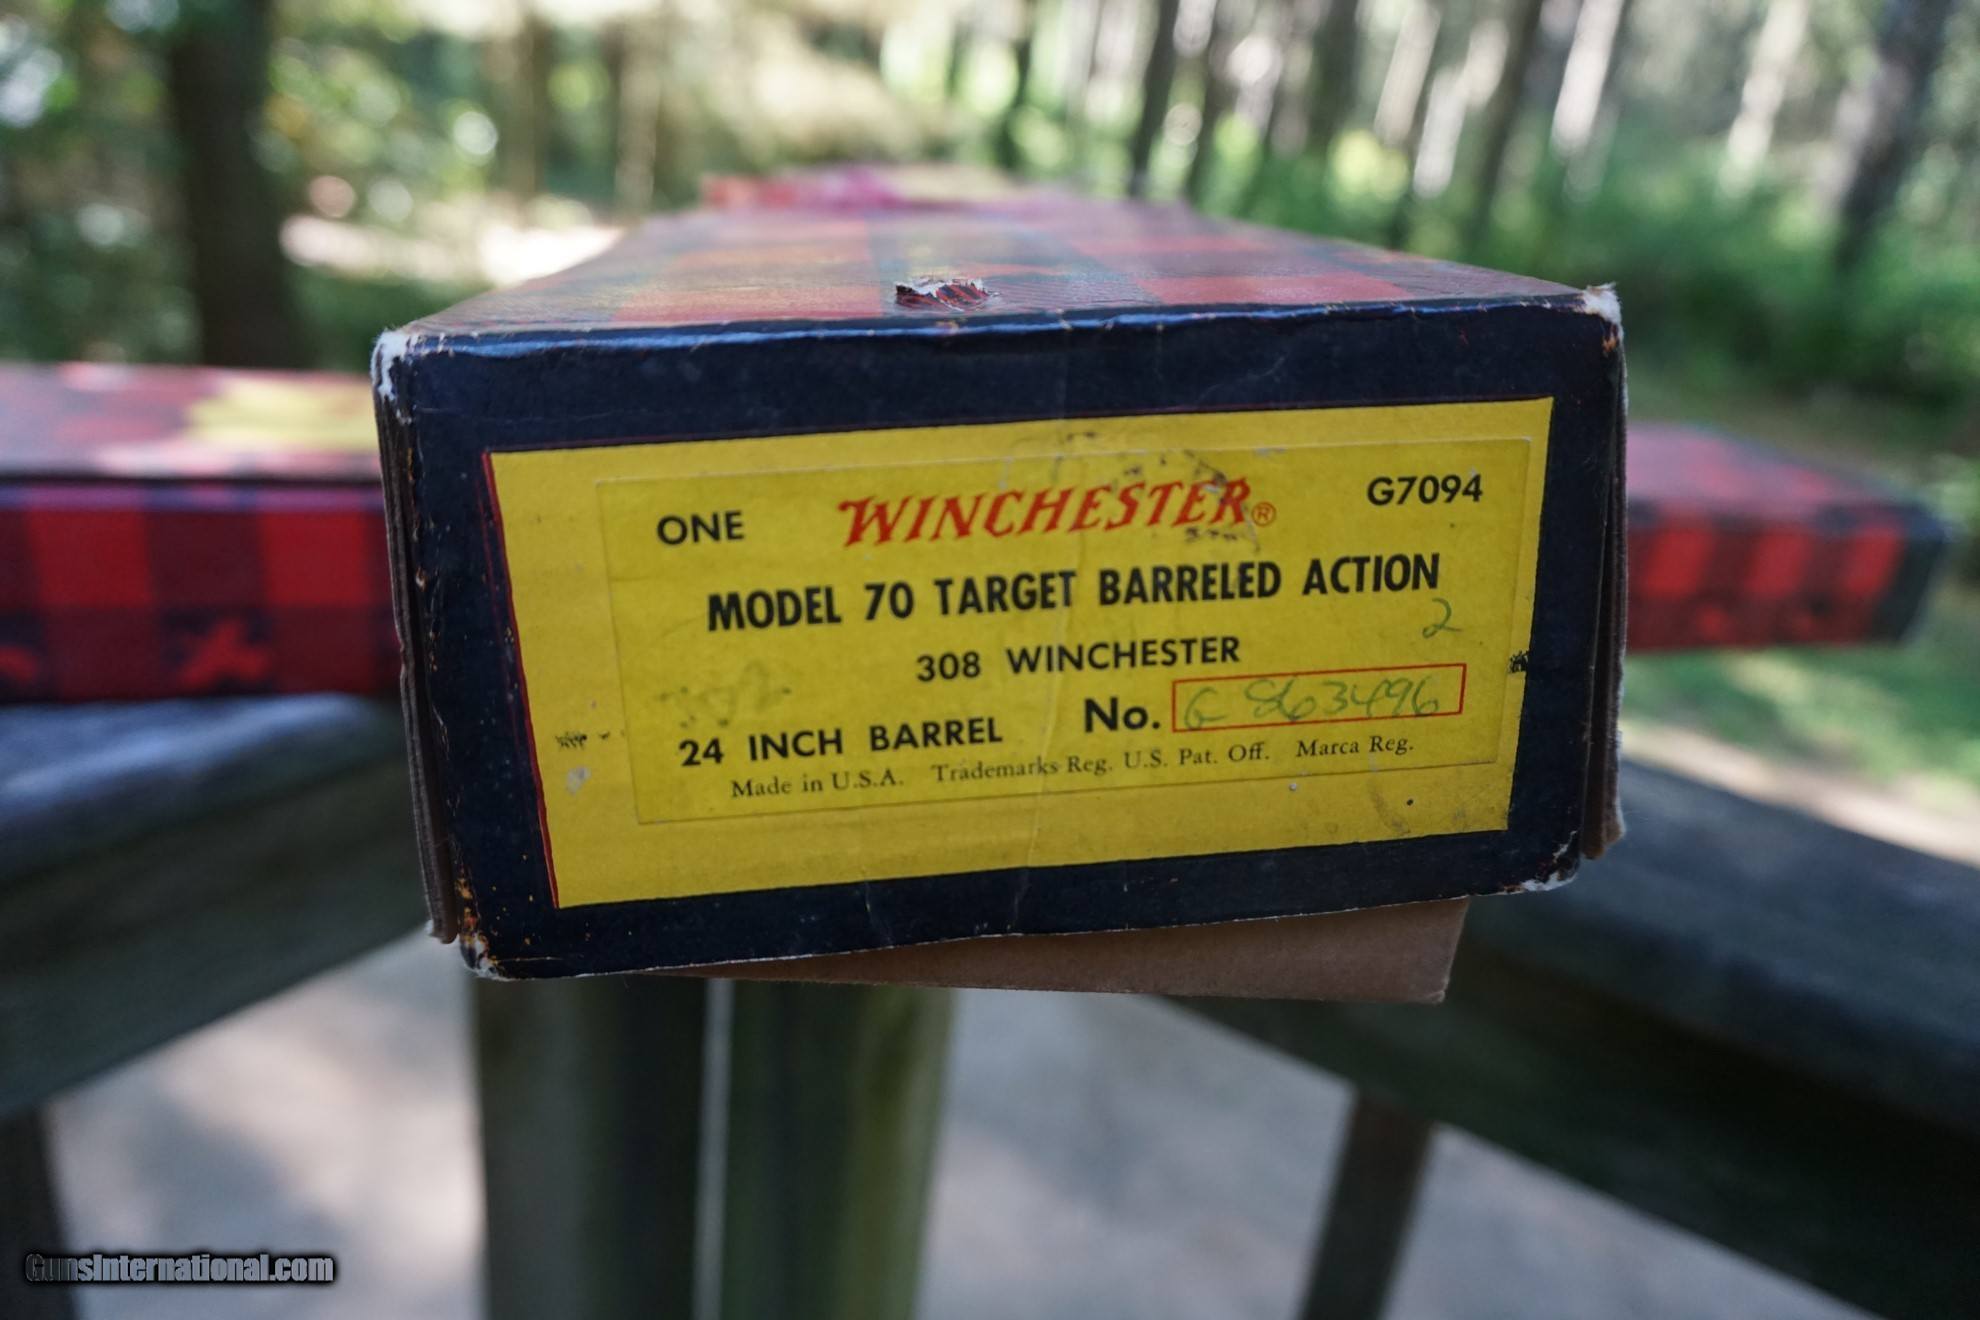 ONE WINCHESTER® G7094
MODEL 70 TARGET BARRELED ACTION
2
308 WINCHESTER
24 INCH BARREL No. G 863496
Made in U.S.A. Trademarks Reg. U.S. Pat. Off. Marca Reg.
GunsInternational.com